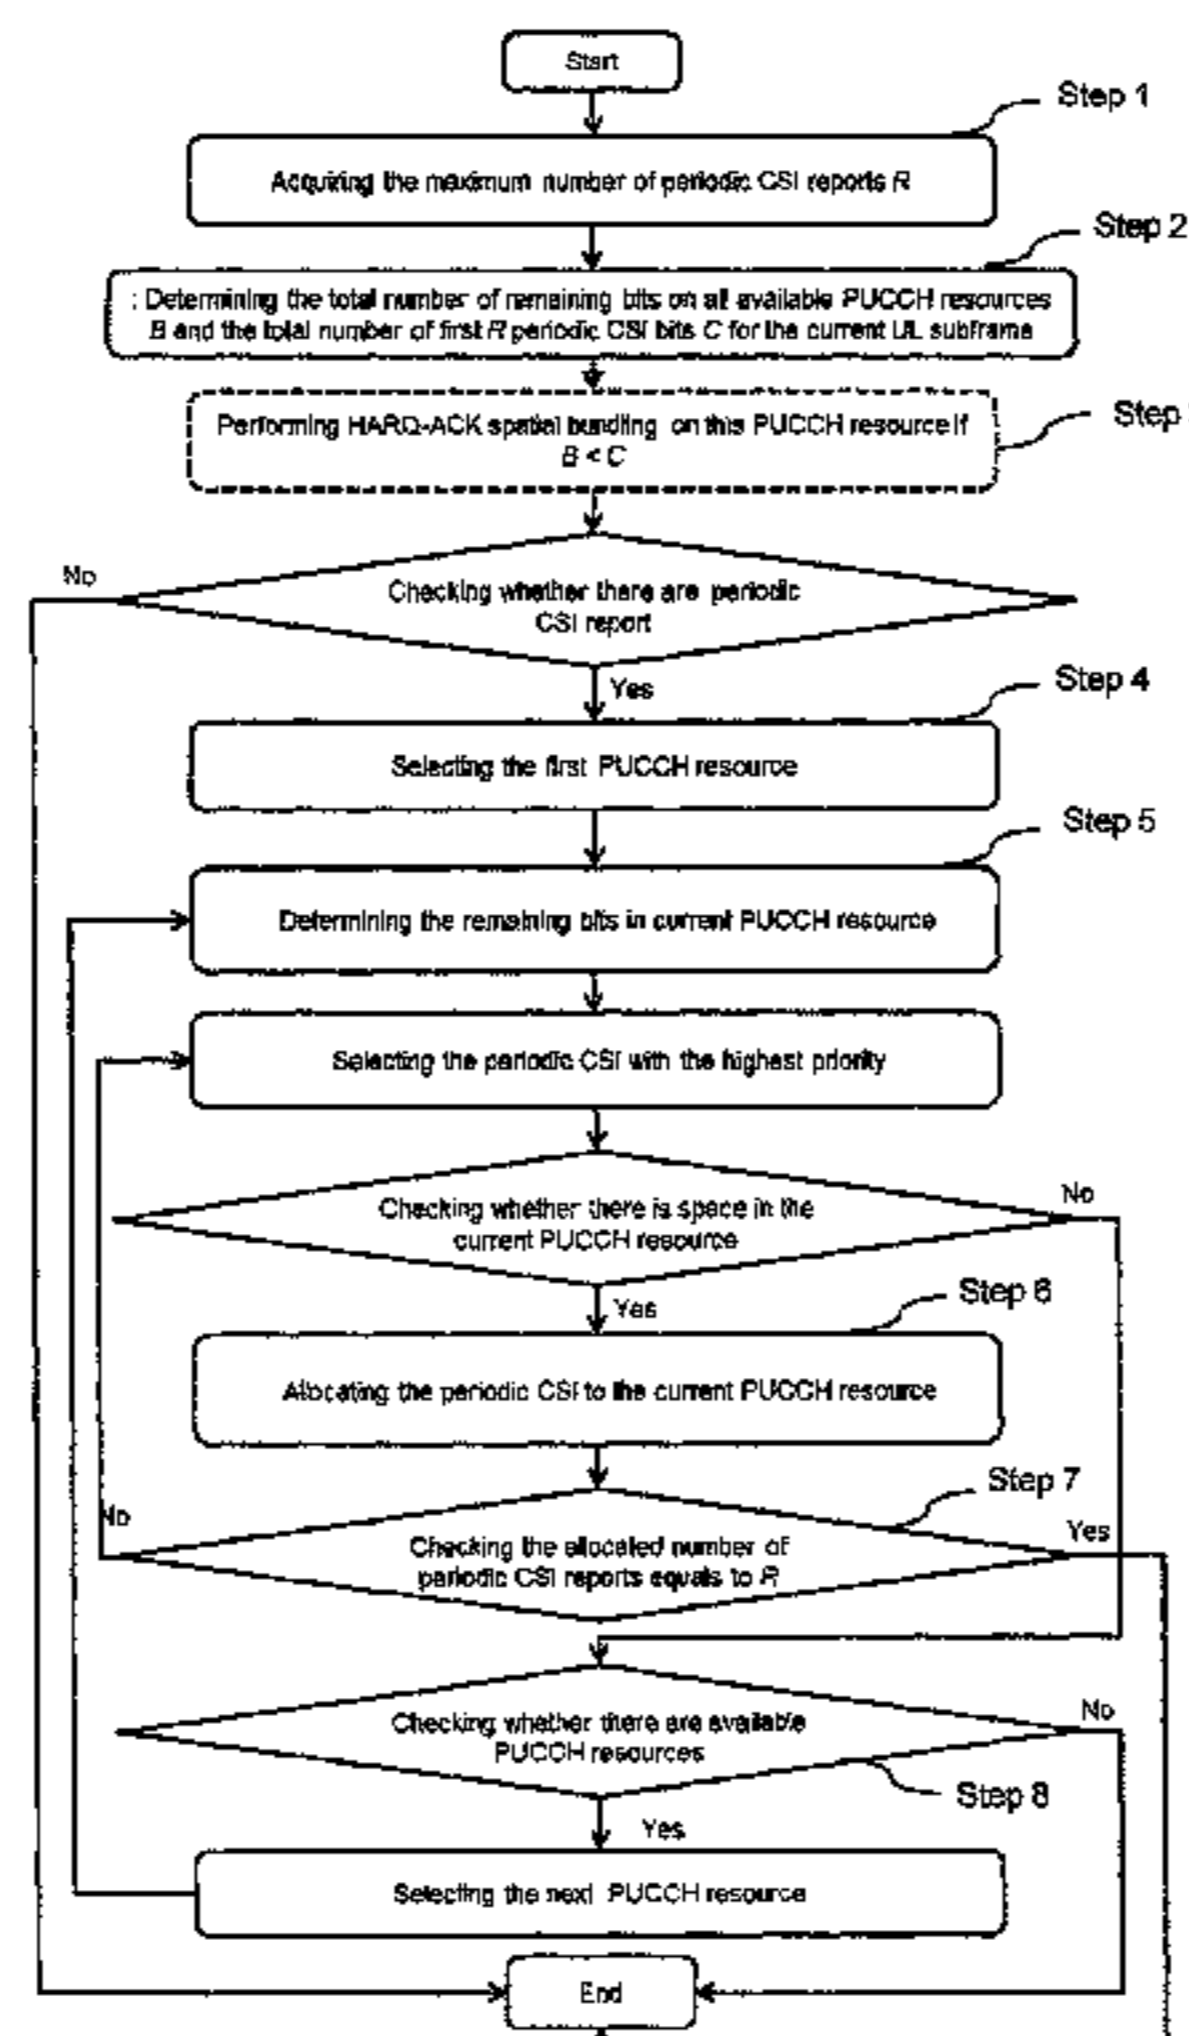 Start
Step 1
Acquiring the maximum number of periodic CSI reports R
Step 2
: Determining the total number of remaining bits on all available PUCCH resources
B and the total number of first R periodic CSI bits C for the current UL subframe
Step
Performing HARQ-ACK spatial bundling on this PUCCH resource if
B < C
No
Checking whether there are periodic
CSI report
Yes
Step 4
Selecting the first PUCCH resource
Step 5
Determining the remaining bits in current PUCCH resource
Selecting the periodic CSI with the highest priority
No
Checking whether there is space in the
current PUCCH resource
Yes
Step 6
Allocating the periodic CSI to the current PUCCH resource
Step 7
No
Yes
Checking the allocated number of
periodic CSI reports equals to R
No
Checking whether there are available
PUCCH resources
Step 8
Yes
Selecting the next PUCCH resource
End